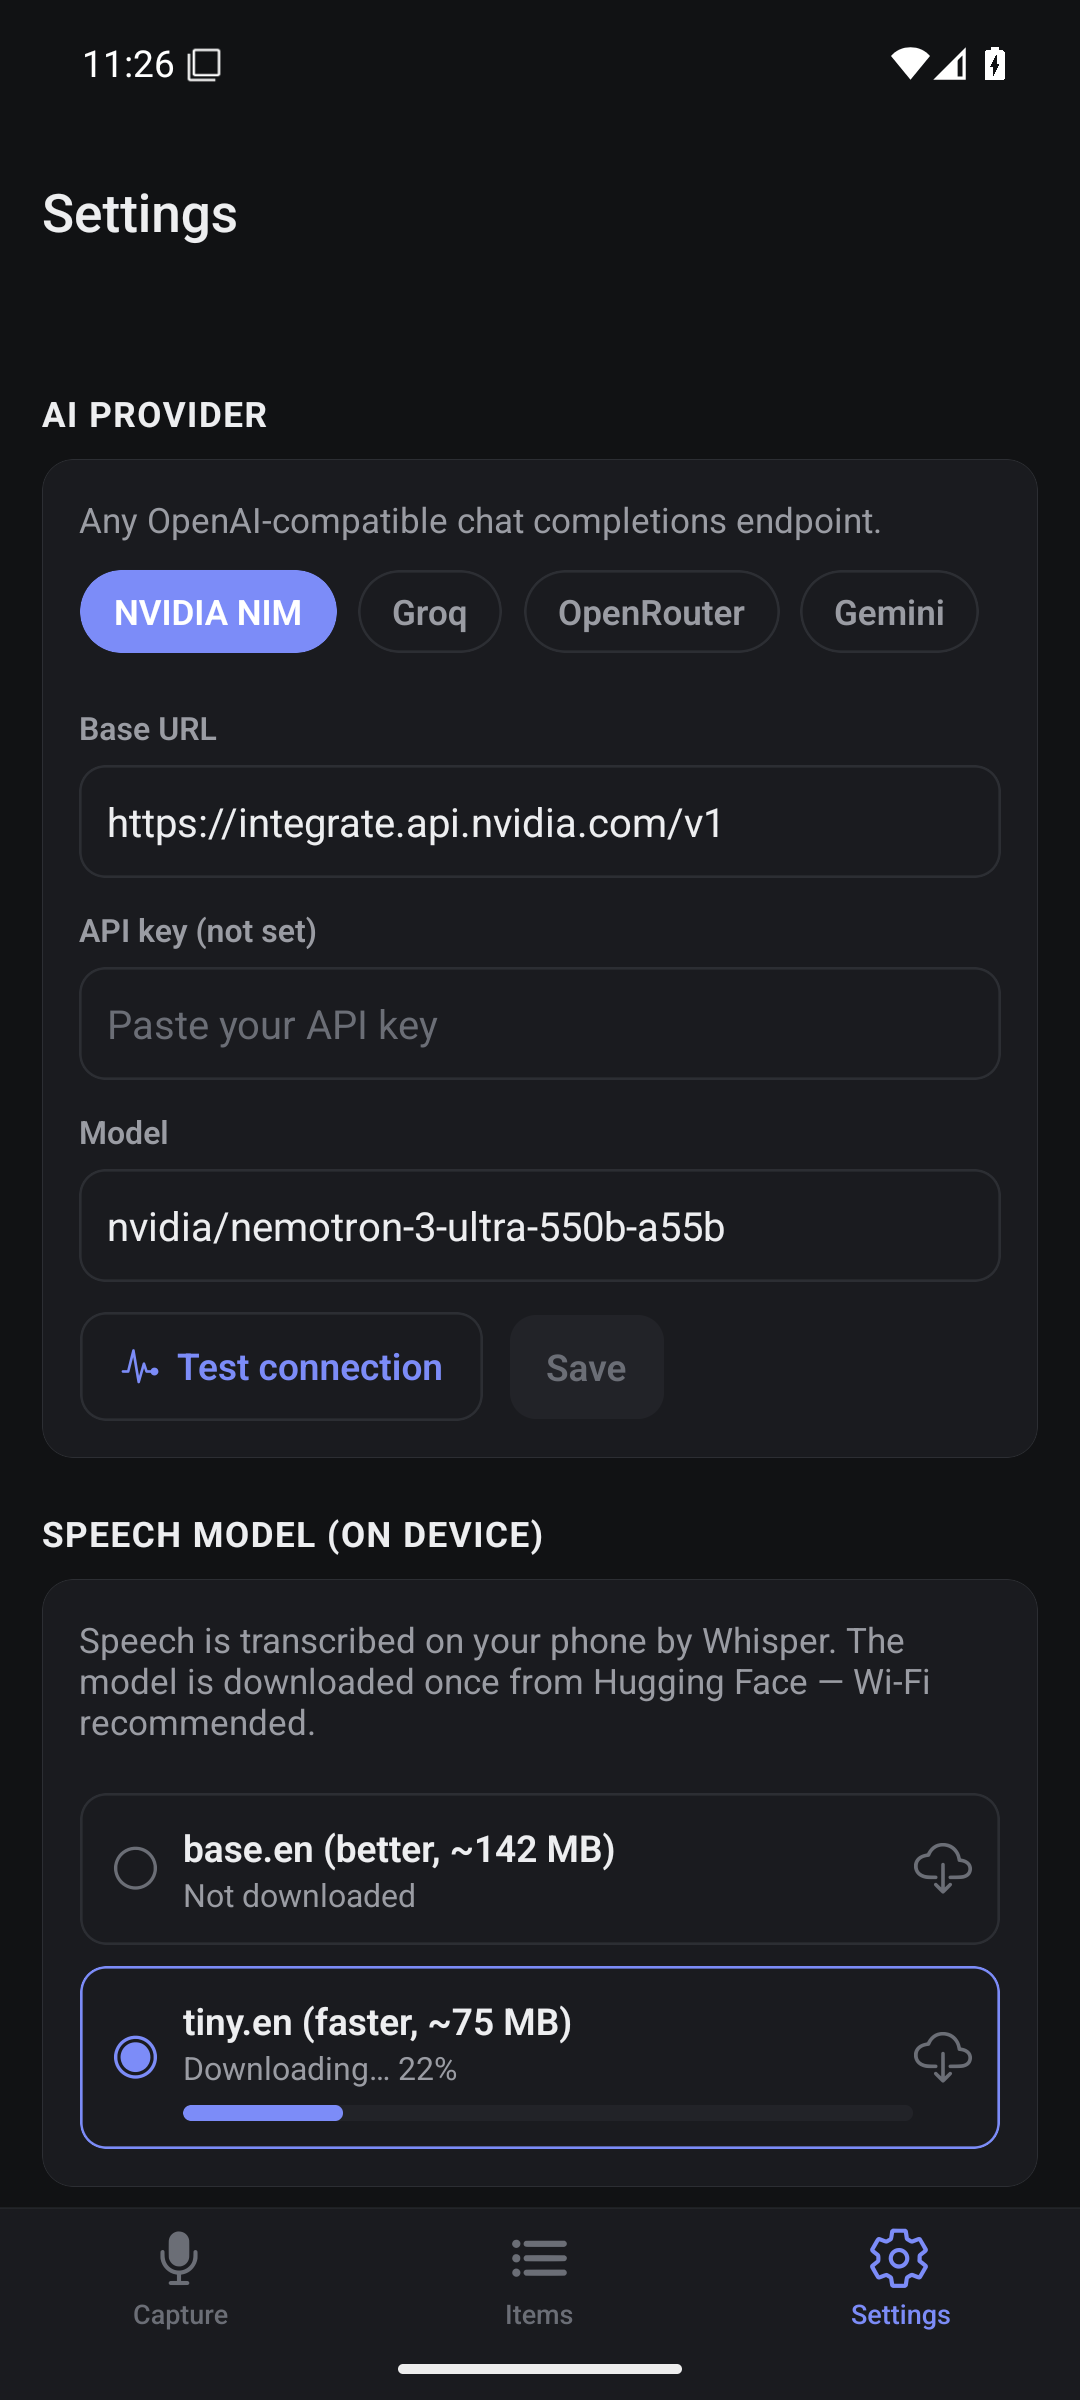 11:26
Settings
AI PROVIDER
Any OpenAI-compatible chat completions endpoint.
NVIDIA NIM Groq OpenRouter Gemini
Base URL
https://integrate.api.nvidia.com/v1
API key (not set)
Paste your API key
Model
nvidia/nemotron-3-ultra-550b-a55b
Test connection Save
SPEECH MODEL (ON DEVICE)
Speech is transcribed on your phone by Whisper. The
model is downloaded once from Hugging Face — Wi-Fi
recommended.
base.en (better, ~142 MB)
Not downloaded
tiny.en (faster, ~75 MB)
Downloading… 22%
Capture Items Settings